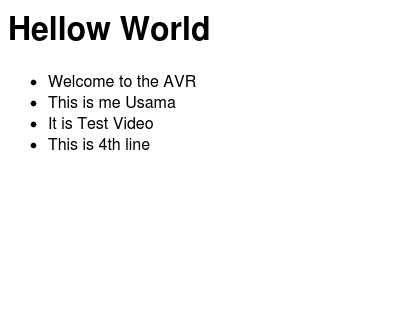 Hellow World
Welcome to the AVR
This is me Usama
It is Test Video
This is 4th line